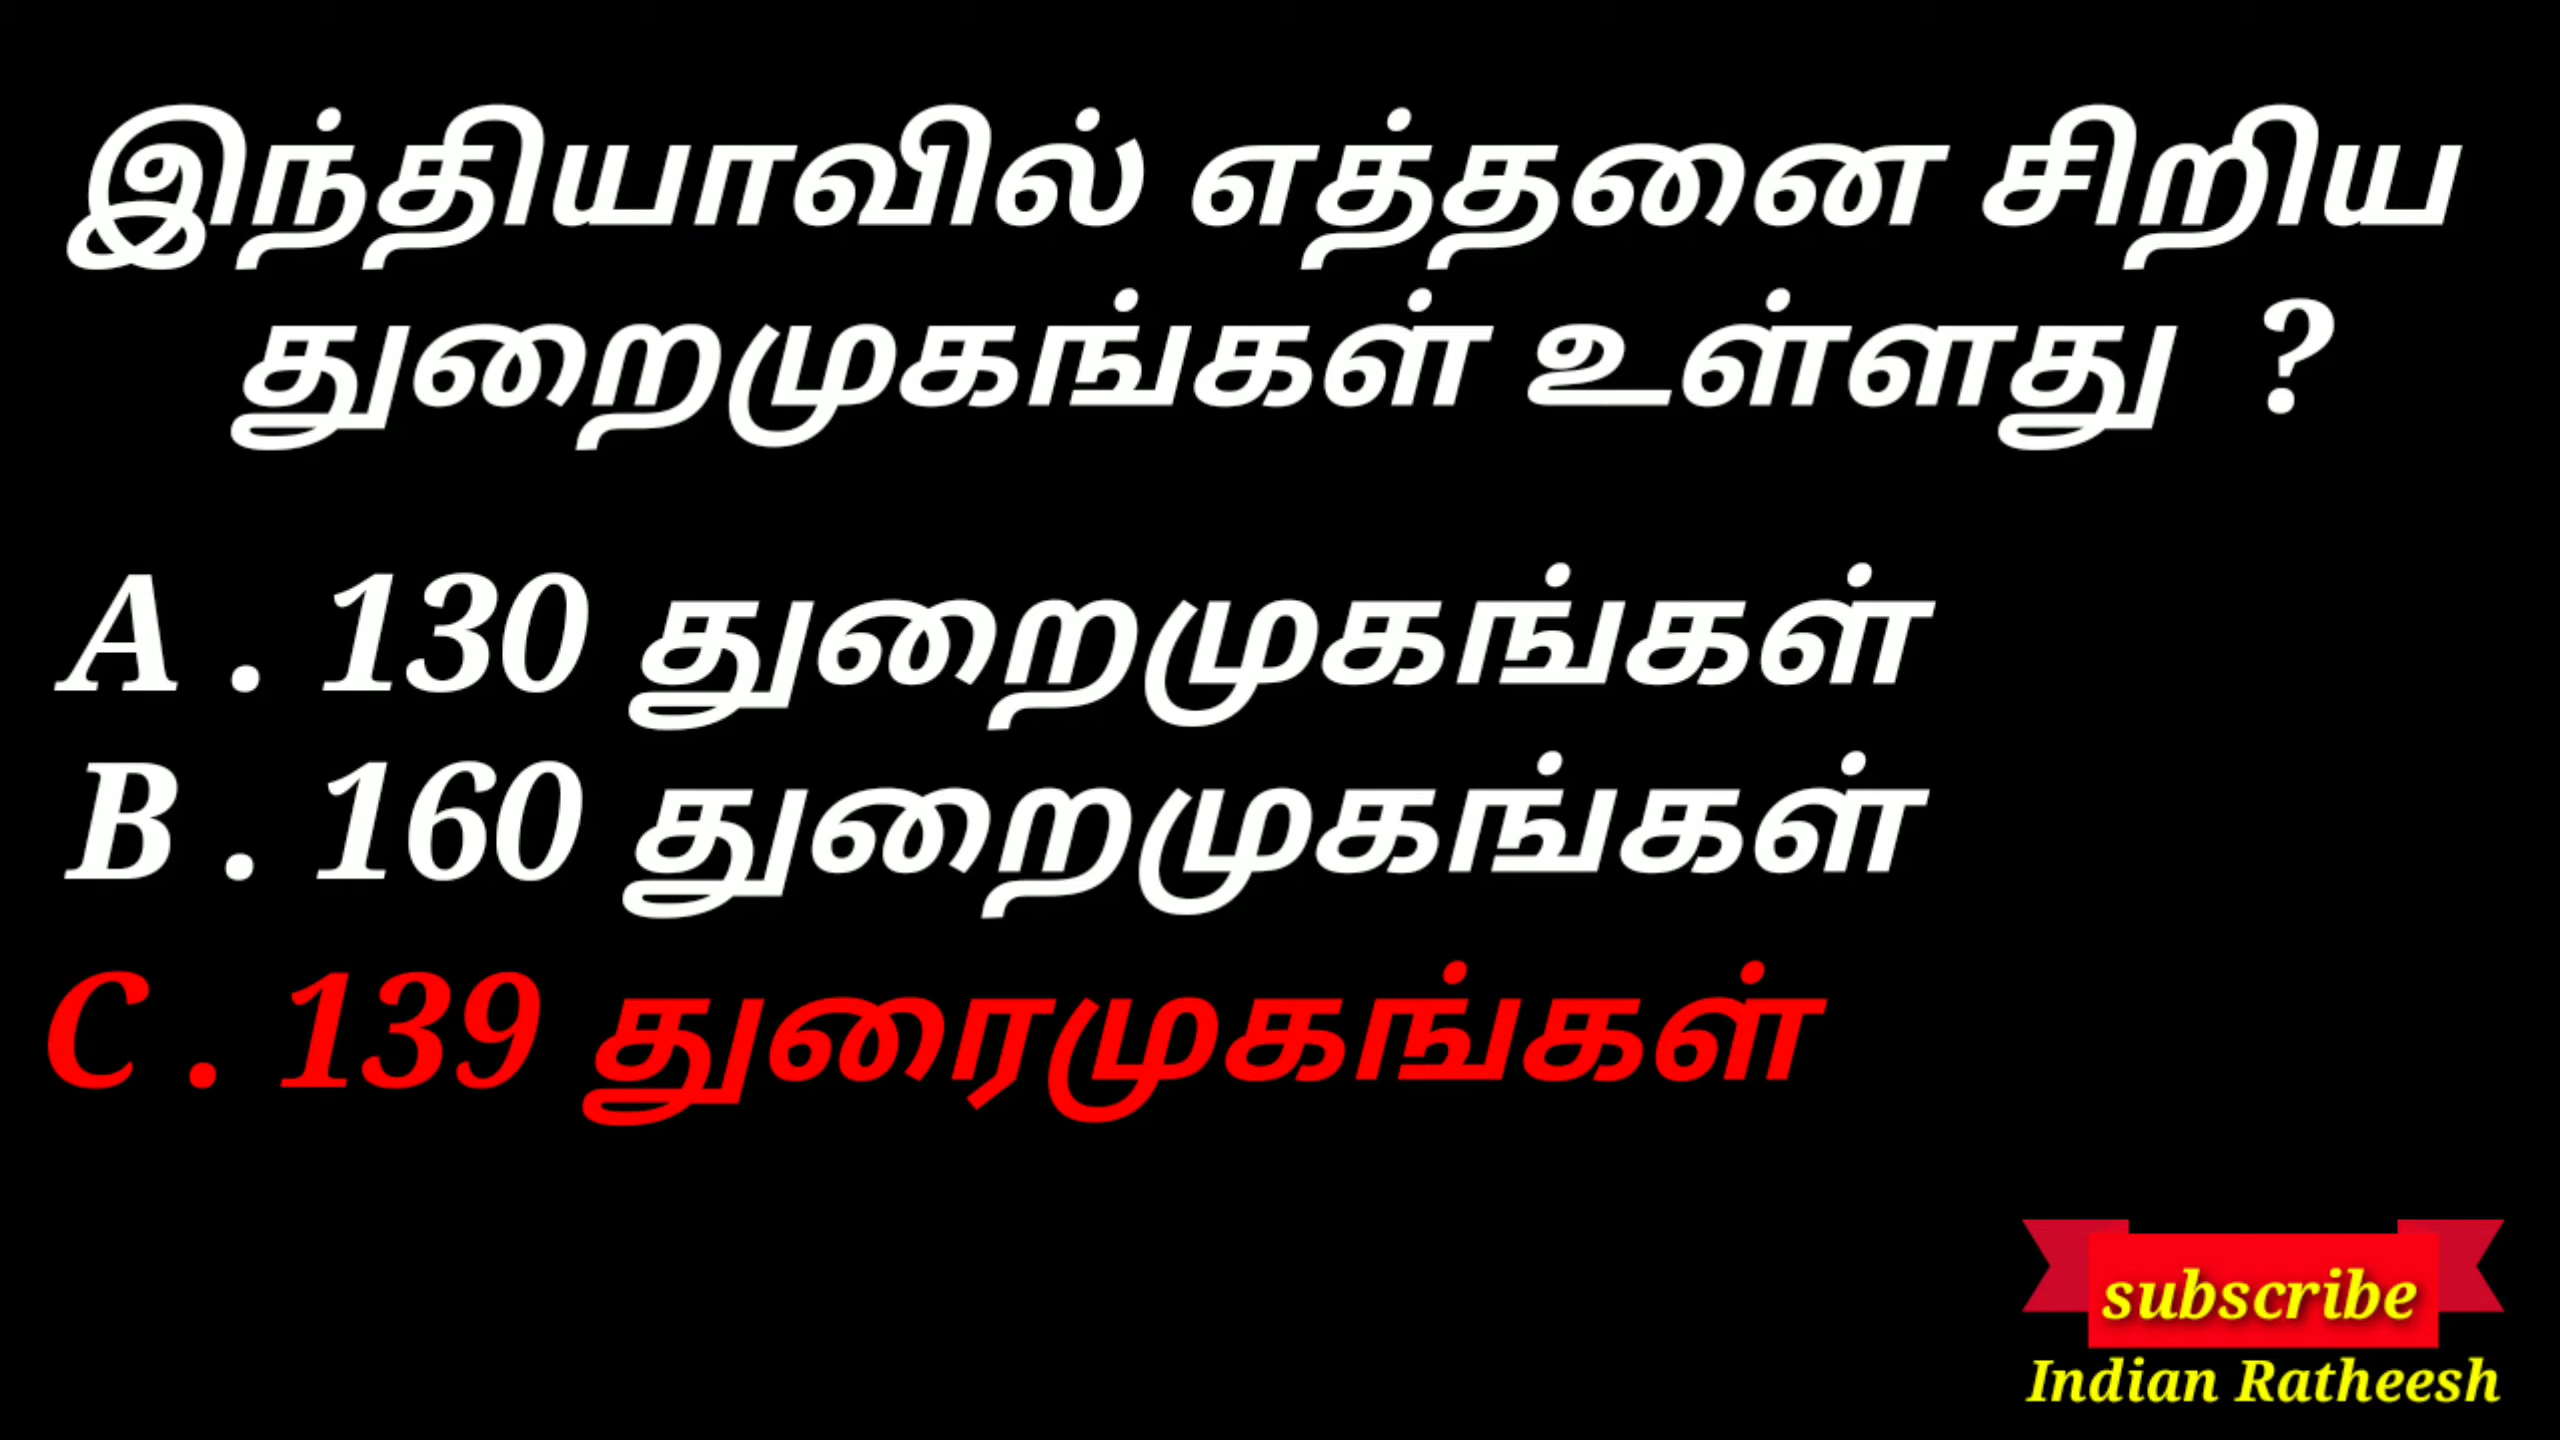 இந்தியாவில் எத்தனை சிறிய
துறைமுகங்கள் உள்ளது ?
A . 130 துறைமுகங்கள்
B . 160 துறைமுகங்கள்
C . 139 துரைமுகங்கள்
subscribe
Indian Ratheesh